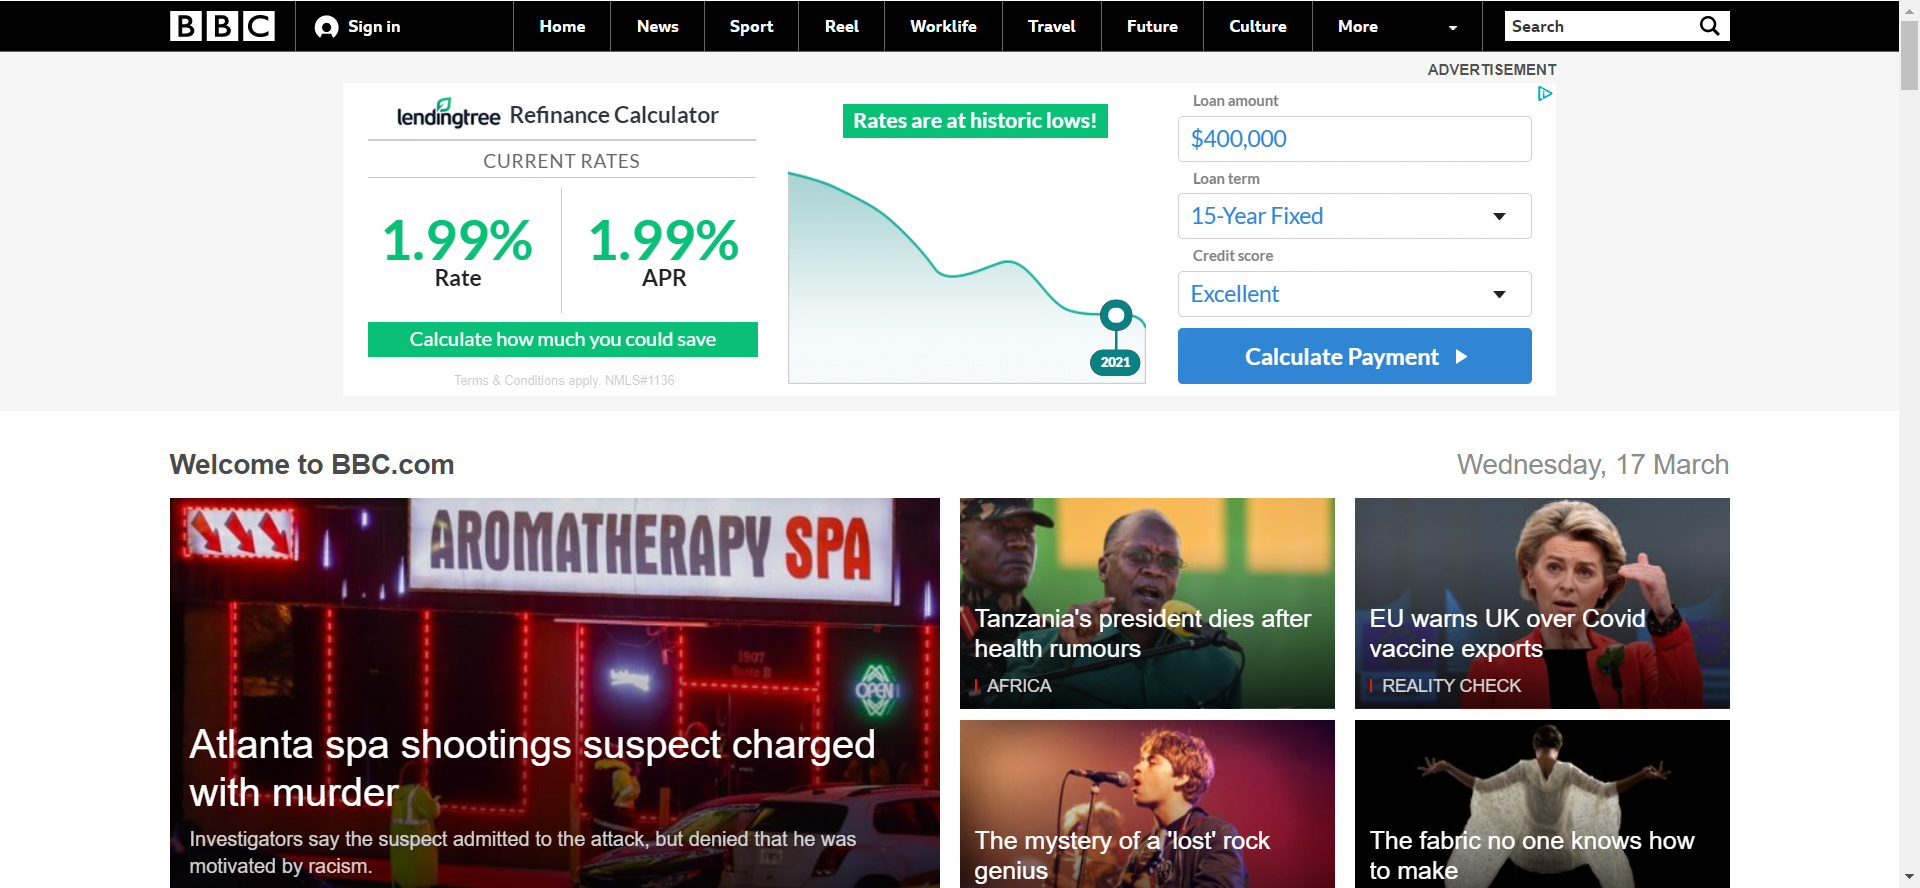 BBC
Sign in
Home
News
Sport
Reel
Worklife
Travel
Future
Culture
More
Search
ADVERTISEMENT
lendingtree Refinance Calculator
CURRENT RATES
1.99%
Rate
1.99%
APR
Calculate how much you could save
Terms & Conditions apply. NMLS#1136
Rates are at historic lows!
2021
Loan amount
$400,000
Loan term
15-Year Fixed
Credit score
Excellent
Calculate Payment
Welcome to BBC.com
Wednesday, 17 March
AROMATHERAPY SPA
1907
Suite B
OPEN
Atlanta spa shootings suspect charged
with murder
Investigators say the suspect admitted to the attack, but denied that he was
motivated by racism.
Tanzania's president dies after
health rumours
AFRICA
EU warns UK over Covid
vaccine exports
REALITY CHECK
The mystery of a 'lost' rock
genius
The fabric no one knows how
to make